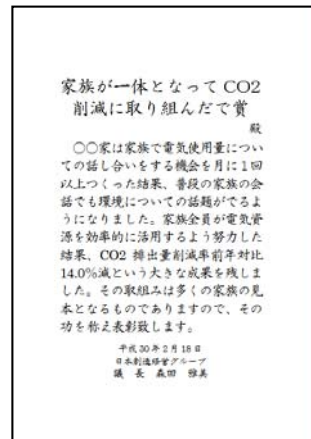 家族が一体となって CO2
削減に取り組んだで賞
殿
○○家は家族で電気使用量につい
ての話し合いをする機会を月に1回
以上つくった結果、普段の家族の会
話でも環境についての話題がでるよ
うになりました。家族全員が電気資
源を効率的に活用するよう努力した
結果、CO2 排出量削減率前年対比
14.0%減という大きな成果を残しま
した。その取組みは多くの家族の見
本となるものでありますので、その
功を称え表彰致します。
平成30年2月18日
日本創造経営グループ
議 長 森田 雅美